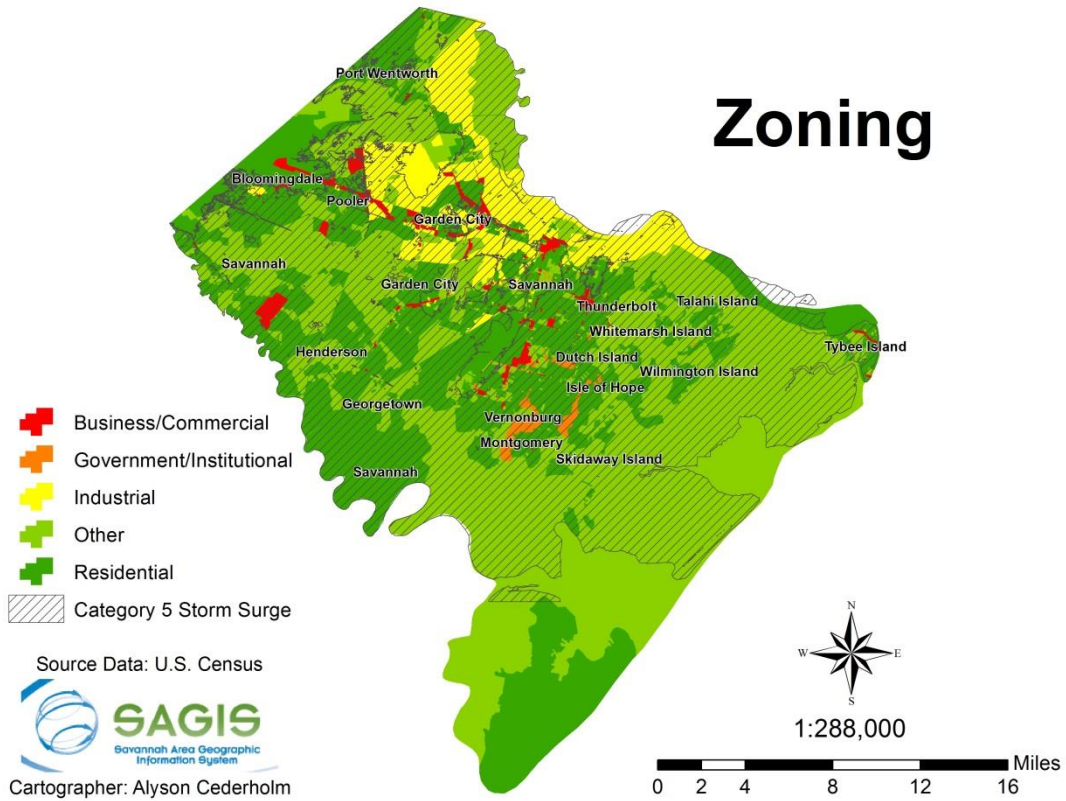 Zoning
Port Wentworth
Bloomingdale
Pooler
Garden City
Savannah
Garden City
Savannah
Thunderbolt
Talahi Island
Whitemarsh Island
Tybee Island
Henderson
Dutch Island
Wilmington Island
Isle of Hope
Georgetown
Vernonburg
Montgomery
Skidaway Island
Savannah
Business/Commercial
Government/Institutional
Industrial
Other
Residential
Category 5 Storm Surge
Source Data: U.S. Census
SAGIS
Savannah Area Geographic
Information System
Cartographer: Alyson Cederholm
N
W E
S
1:288,000
Miles
0 2 4 8 12 16